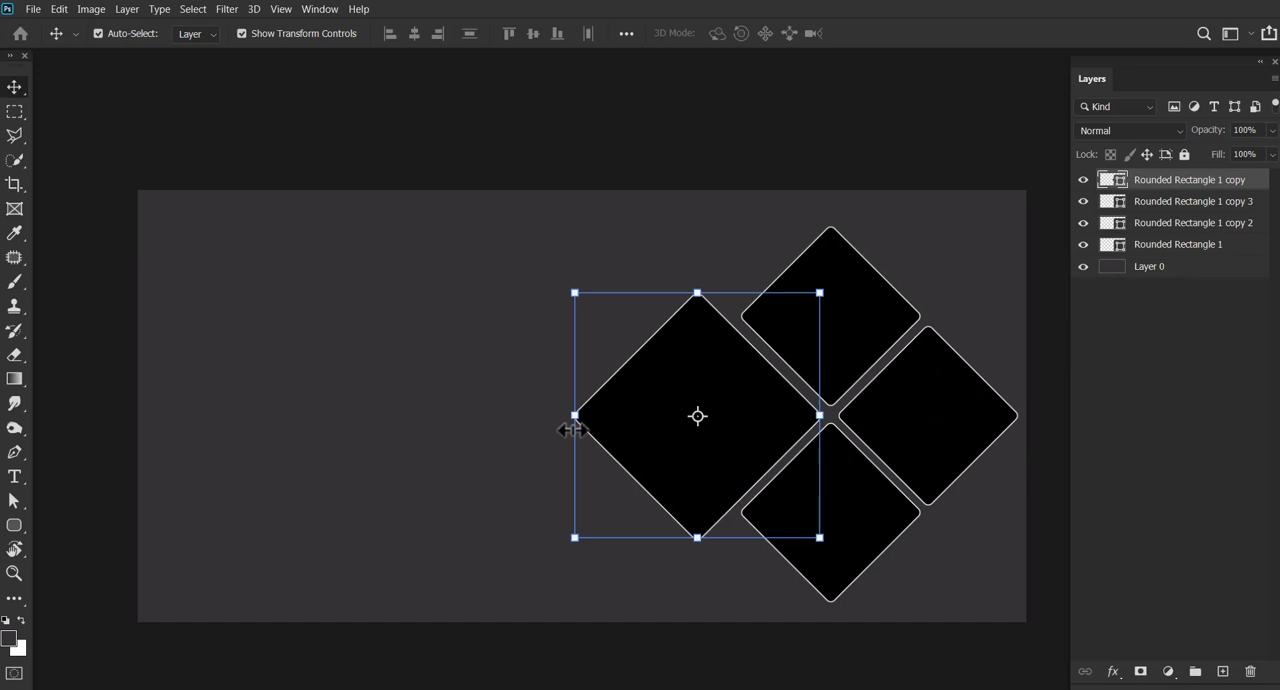 Ps File Edit Image Layer Type Select Filter 3D View Window Help
Auto-Select: Layer Show Transform Controls 3D Mode:
Layers
Kind
Normal Opacity: 100%
Lock: Fill: 100%
Rounded Rectangle 1 copy
Rounded Rectangle 1 copy 3
Rounded Rectangle 1 copy 2
Rounded Rectangle 1
Layer 0
fx